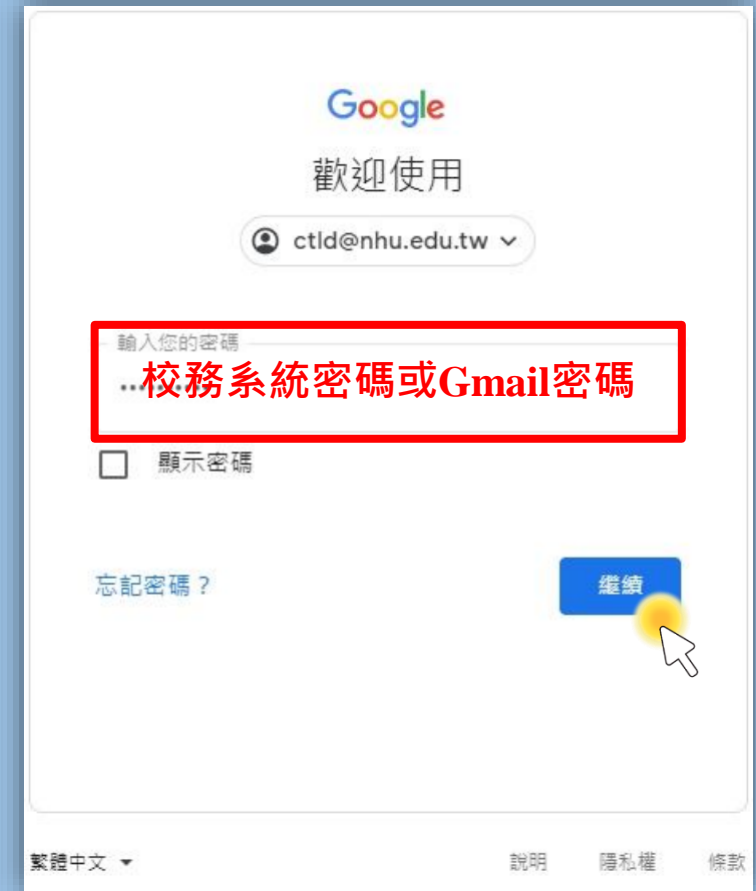 Google
歡迎使用
ctld@nhu.edu.tw
輸入您的密碼
校務系統密碼或Gmail密碼
顯示密碼
忘記密碼？
繼續
繁體中文
說明 隱私權 條款